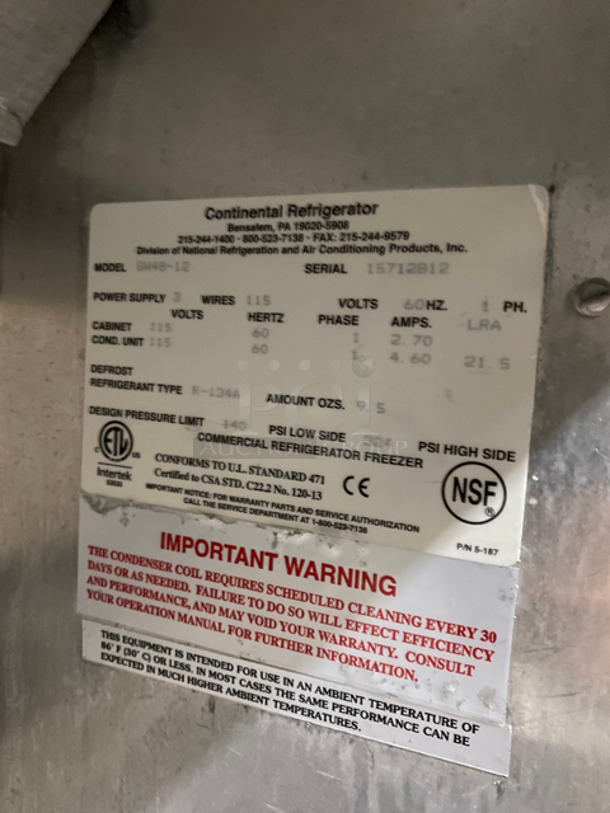 Continental Refrigerator
Bensalem, PA 19020-5908
215-244-1400 · 800-523-7138 · FAX: 215-244-9579
Division of National Refrigeration and Air Conditioning Products, Inc.
MODEL SW48-12 SERIAL 15712812
POWER SUPPLY 3 WIRES 115 VOLTS 60 HZ. 1 PH.
VOLTS HERTZ PHASE AMPS. LRA
CABINET 115 60 1 2.70
COND. UNIT 115 60 1 4.60 21.5
DEFROST
REFRIGERANT TYPE R-134A AMOUNT OZS. 9.5
DESIGN PRESSURE LIMIT 140 PSI LOW SIDE PSI HIGH SIDE
COMMERCIAL REFRIGERATOR FREEZER
ETL
C US
Intertek
CONFORMS TO U.L. STANDARD 471
Certified to CSA STD. C22.2 No. 120-13
CE
NSF
®
IMPORTANT NOTICE: FOR WARRANTY PARTS AND SERVICE AUTHORIZATION
CALL THE SERVICE DEPARTMENT AT 1-800-523-7138
P/N 5-187
IMPORTANT WARNING
THE CONDENSER COIL REQUIRES SCHEDULED CLEANING EVERY 30
DAYS OR AS NEEDED. FAILURE TO DO SO WILL EFFECT EFFICIENCY
AND PERFORMANCE, AND MAY VOID YOUR WARRANTY. CONSULT
YOUR OPERATION MANUAL FOR FURTHER INFORMATION.
THIS EQUIPMENT IS INTENDED FOR USE IN AN AMBIENT TEMPERATURE OF
86° F (30° C) OR LESS. IN MOST CASES THE SAME PERFORMANCE CAN BE
EXPECTED IN MUCH HIGHER AMBIENT TEMPERATURES.